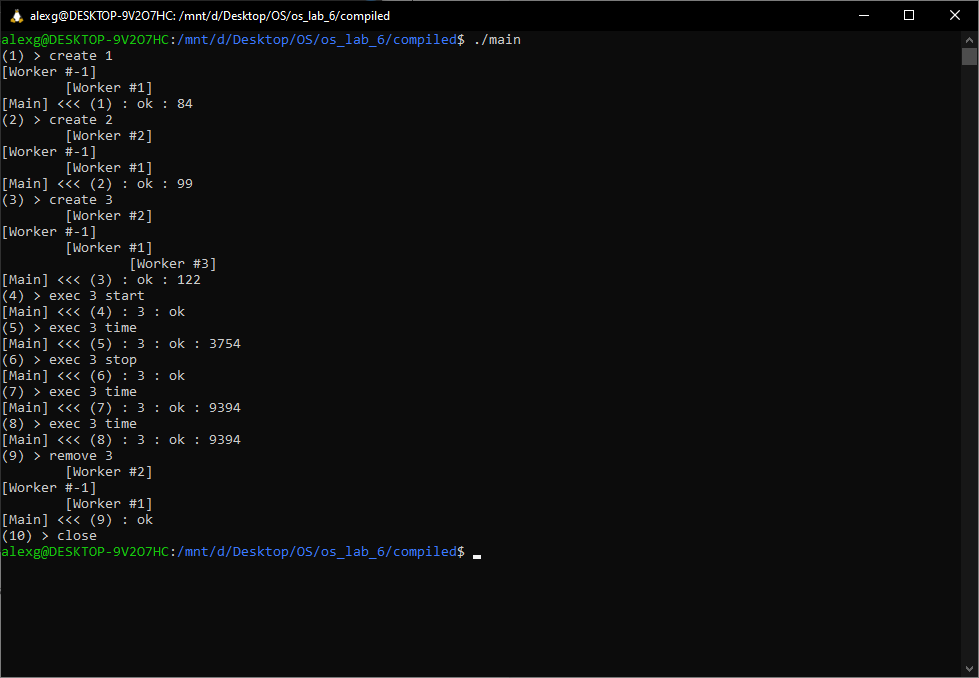 alexg@DESKTOP-9V2O7HC: /mnt/d/Desktop/OS/os_lab_6/compiled
alexg@DESKTOP-9V2O7HC:/mnt/d/Desktop/OS/os_lab_6/compiled$ ./main
(1) > create 1
[Worker #-1]
        [Worker #1]
[Main] <<< (1) : ok : 84
(2) > create 2
        [Worker #2]
[Worker #-1]
        [Worker #1]
[Main] <<< (2) : ok : 99
(3) > create 3
        [Worker #2]
[Worker #-1]
        [Worker #1]
                [Worker #3]
[Main] <<< (3) : ok : 122
(4) > exec 3 start
[Main] <<< (4) : 3 : ok
(5) > exec 3 time
[Main] <<< (5) : 3 : ok : 3754
(6) > exec 3 stop
[Main] <<< (6) : 3 : ok
(7) > exec 3 time
[Main] <<< (7) : 3 : ok : 9394
(8) > exec 3 time
[Main] <<< (8) : 3 : ok : 9394
(9) > remove 3
        [Worker #2]
[Worker #-1]
        [Worker #1]
[Main] <<< (9) : ok
(10) > close
alexg@DESKTOP-9V2O7HC:/mnt/d/Desktop/OS/os_lab_6/compiled$